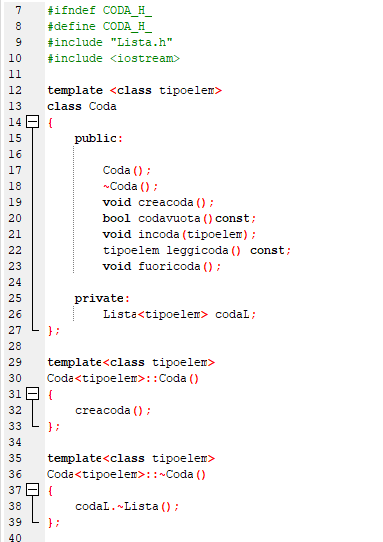 7 #ifndef CODA_H_
8 #define CODA_H_
9 #include "Lista.h"
10 #include <iostream>
11
12 template <class tipoelem>
13 class Coda
14 {
15 public:
16
17 Coda();
18 ~Coda();
19 void creacoda();
20 bool codavuota()const;
21 void incoda(tipoelem);
22 tipoelem leggicoda() const;
23 void fuoricoda();
24
25 private:
26 Lista<tipoelem> codaL;
27 };
28
29 template<class tipoelem>
30 Coda<tipoelem>::Coda()
31 {
32 creacoda();
33 };
34
35 template<class tipoelem>
36 Coda<tipoelem>::~Coda()
37 {
38 codaL.~Lista();
39 };
40